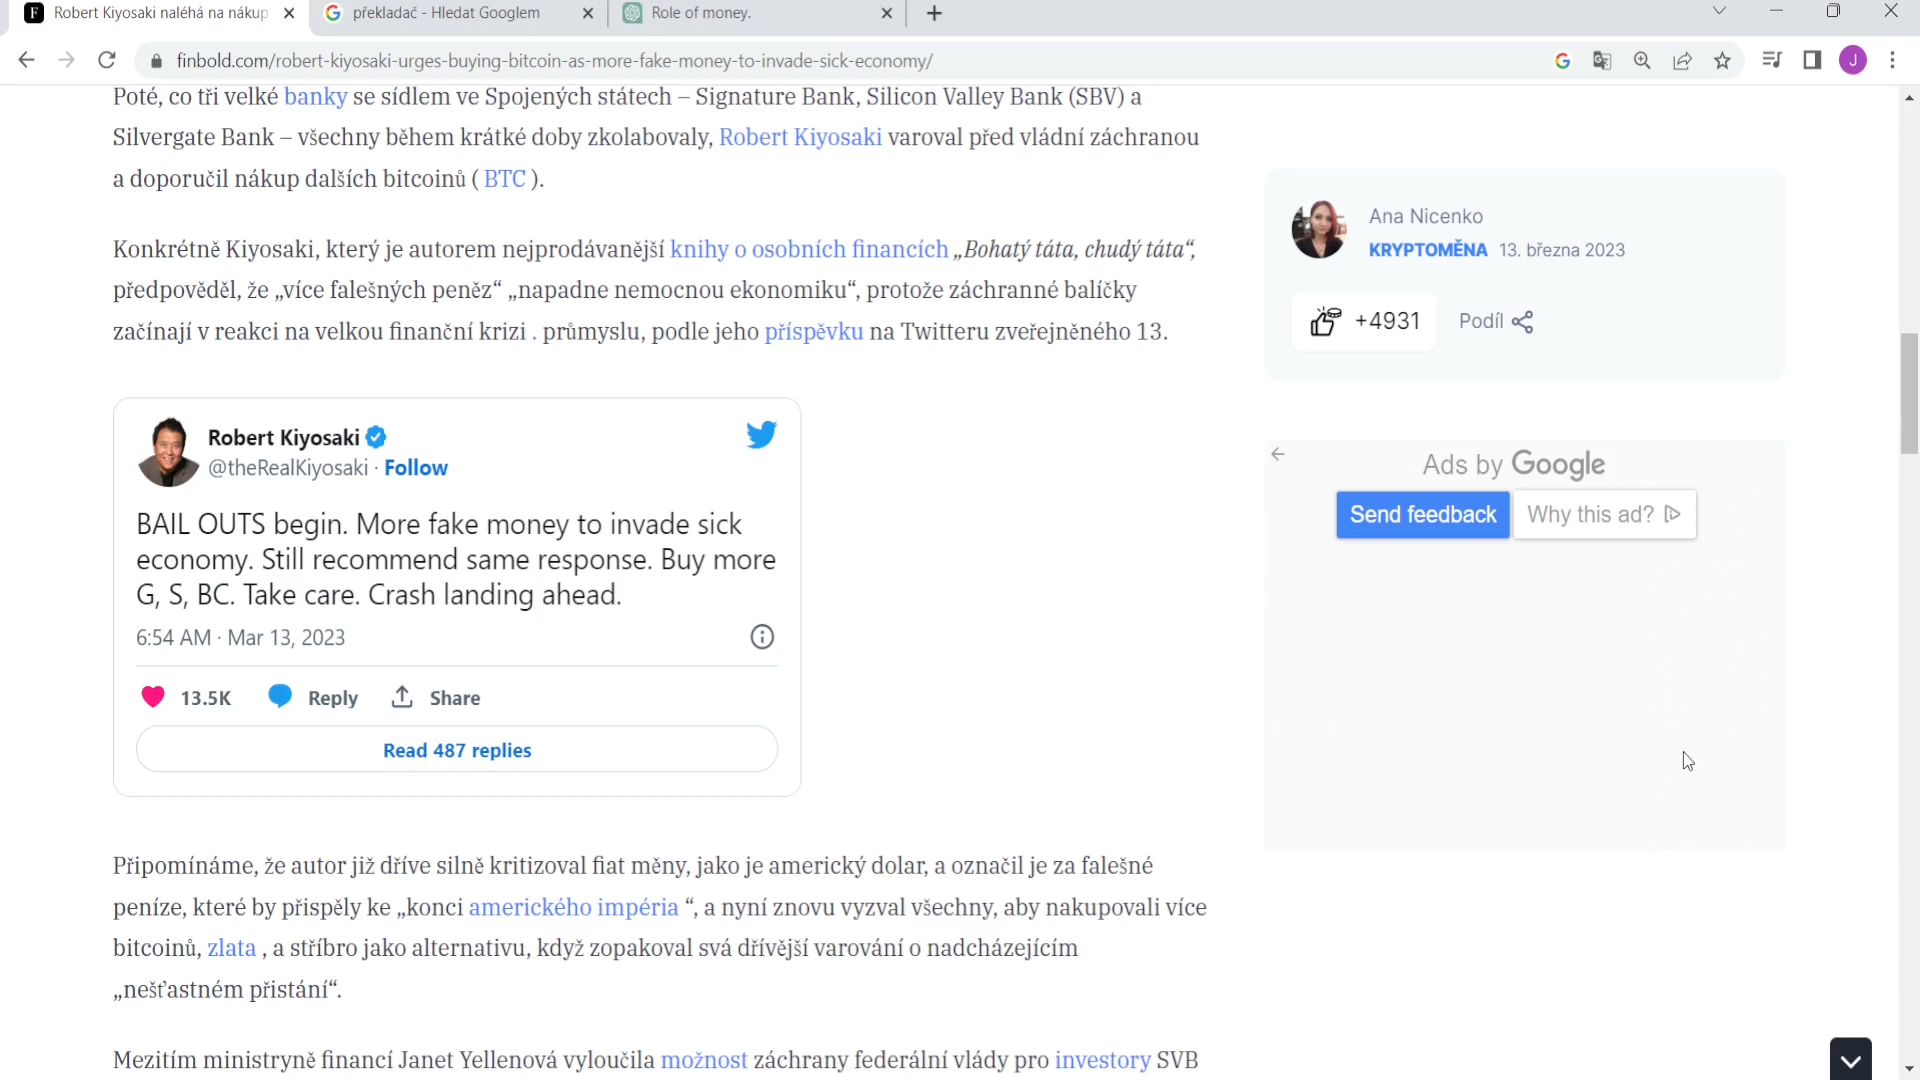 Robert Kiyosaki naléhá na nákup
překladač - Hledat Googlem
Role of money.
finbold.com/robert-kiyosaki-urges-buying-bitcoin-as-more-fake-money-to-invade-sick-economy/
J
Poté, co tři velké banky se sídlem ve Spojených státech – Signature Bank, Silicon Valley Bank (SBV) a
Silvergate Bank – všechny během krátké doby zkolabovaly, Robert Kiyosaki varoval před vládní záchranou
a doporučil nákup dalších bitcoinů ( BTC ).
Konkrétně Kiyosaki, který je autorem nejprodávanější knihy o osobních financích „Bohatý táta, chudý táta“,
předpověděl, že „více falešných peněz“ „napadne nemocnou ekonomiku“, protože záchranné balíčky
začínají v reakci na velkou finanční krizi . průmyslu, podle jeho příspěvku na Twitteru zveřejněného 13.
Robert Kiyosaki
@theRealKiyosaki · Follow
BAIL OUTS begin. More fake money to invade sick
economy. Still recommend same response. Buy more
G, S, BC. Take care. Crash landing ahead.
6:54 AM · Mar 13, 2023
13.5K Reply Share
Read 487 replies
Připomínáme, že autor již dříve silně kritizoval fiat měny, jako je americký dolar, a označil je za falešné
peníze, které by přispěly ke „konci amerického impéria “, a nyní znovu vyzval všechny, aby nakupovali více
bitcoinů, zlata , a stříbro jako alternativu, když zopakoval svá dřívější varování o nadcházejícím
„nešťastném přistání“.
Mezitím ministryně financí Janet Yellenová vyloučila možnost záchrany federální vlády pro investory SVB
Ana Nicenko
KRYPTOMĚNA 13. března 2023
+4931 Podíl
Ads by Google
Send feedback Why this ad?